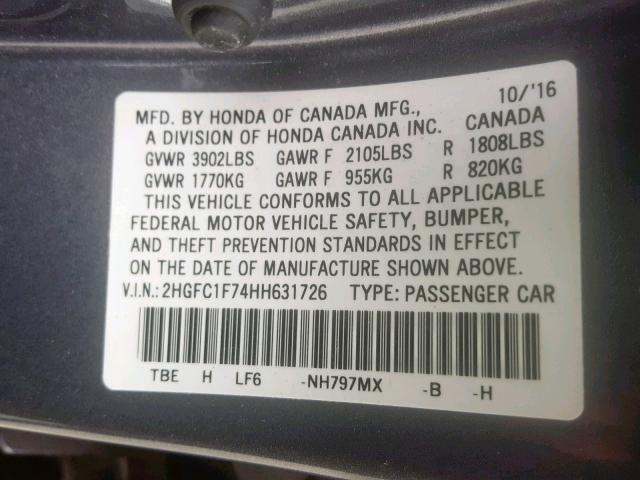 10/'16
MFD. BY HONDA OF CANADA MFG.,
A DIVISION OF HONDA CANADA INC. CANADA
GVWR 3902LBS GAWR F 2105LBS R 1808LBS
GVWR 1770KG GAWR F 955KG R 820KG
THIS VEHICLE CONFORMS TO ALL APPLICABLE
FEDERAL MOTOR VEHICLE SAFETY, BUMPER,
AND THEFT PREVENTION STANDARDS IN EFFECT
ON THE DATE OF MANUFACTURE SHOWN ABOVE.
V.I.N.: 2HGFC1F74HH631726 TYPE: PASSENGER CAR
TBE H LF6 -NH797MX -B -H